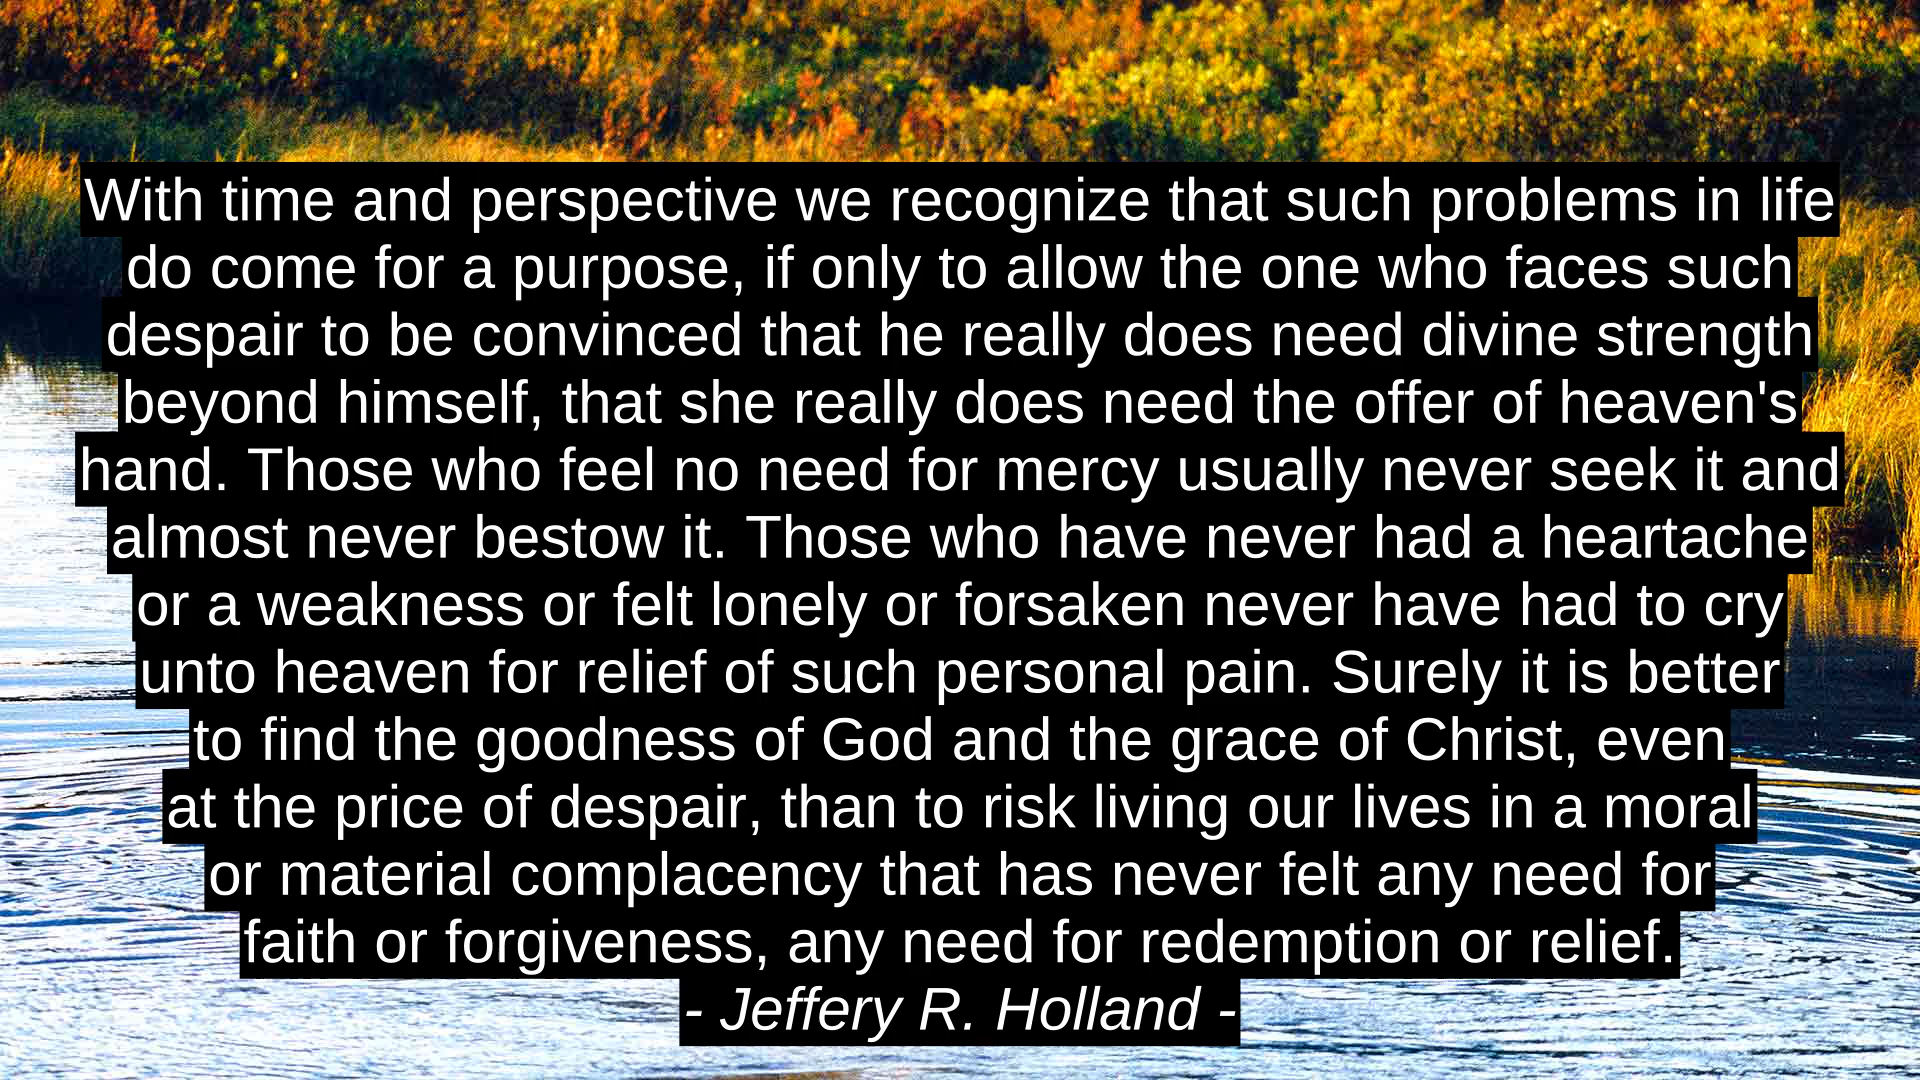 With time and perspective we recognize that such problems in life
do come for a purpose, if only to allow the one who faces such
despair to be convinced that he really does need divine strength
beyond himself, that she really does need the offer of heaven's
hand. Those who feel no need for mercy usually never seek it and
almost never bestow it. Those who have never had a heartache
or a weakness or felt lonely or forsaken never have had to cry
unto heaven for relief of such personal pain. Surely it is better
to find the goodness of God and the grace of Christ, even
at the price of despair, than to risk living our lives in a moral
or material complacency that has never felt any need for
faith or forgiveness, any need for redemption or relief.
- Jeffery R. Holland -